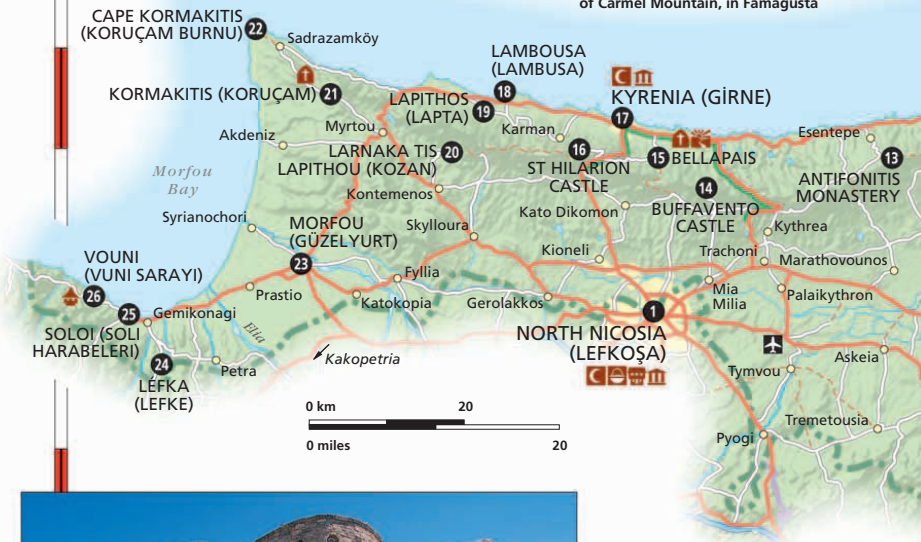 of Carmel Mountain, in Famagusta
CAPE KORMAKITIS
(KORUÇAM BURNU)
22
Sadrazamköy
KORMAKITIS (KORUÇAM)
21
LAMBOUSA
(LAMBUSA)
18
LAPITHOS
(LAPTA)
19
KYRENIA (GİRNE)
17
Karman
Esentepe
Akdeniz
Myrtou
LARNAKA TIS
LAPITHOU (KOZAN)
20
16
ST HILARION
CASTLE
15
BELLAPAIS
13
ANTIFONITIS
MONASTERY
14
BUFFAVENTO
CASTLE
Morfou
Bay
Kontemenos
Kato Dikomon
Syrianochori
Skylloura
Kythrea
MORFOU
(GÜZELYURT)
23
Kioneli
Trachoni
Marathovounos
VOUNI
(VUNI SARAYI)
26
Fyllia
Mia
Milia
Prastio
Katokopia
Gerolakkos
Palaikythron
25
Gemikonagi
SOLOI (SOLI
HARABELERI)
Elia
1
NORTH NICOSIA
(LEFKOŞA)
24
LÉFKA
(LEFKE)
Petra
Kakopetria
Askeia
Tymvou
0 km 20
0 miles 20
Tremetousia
Pyogi